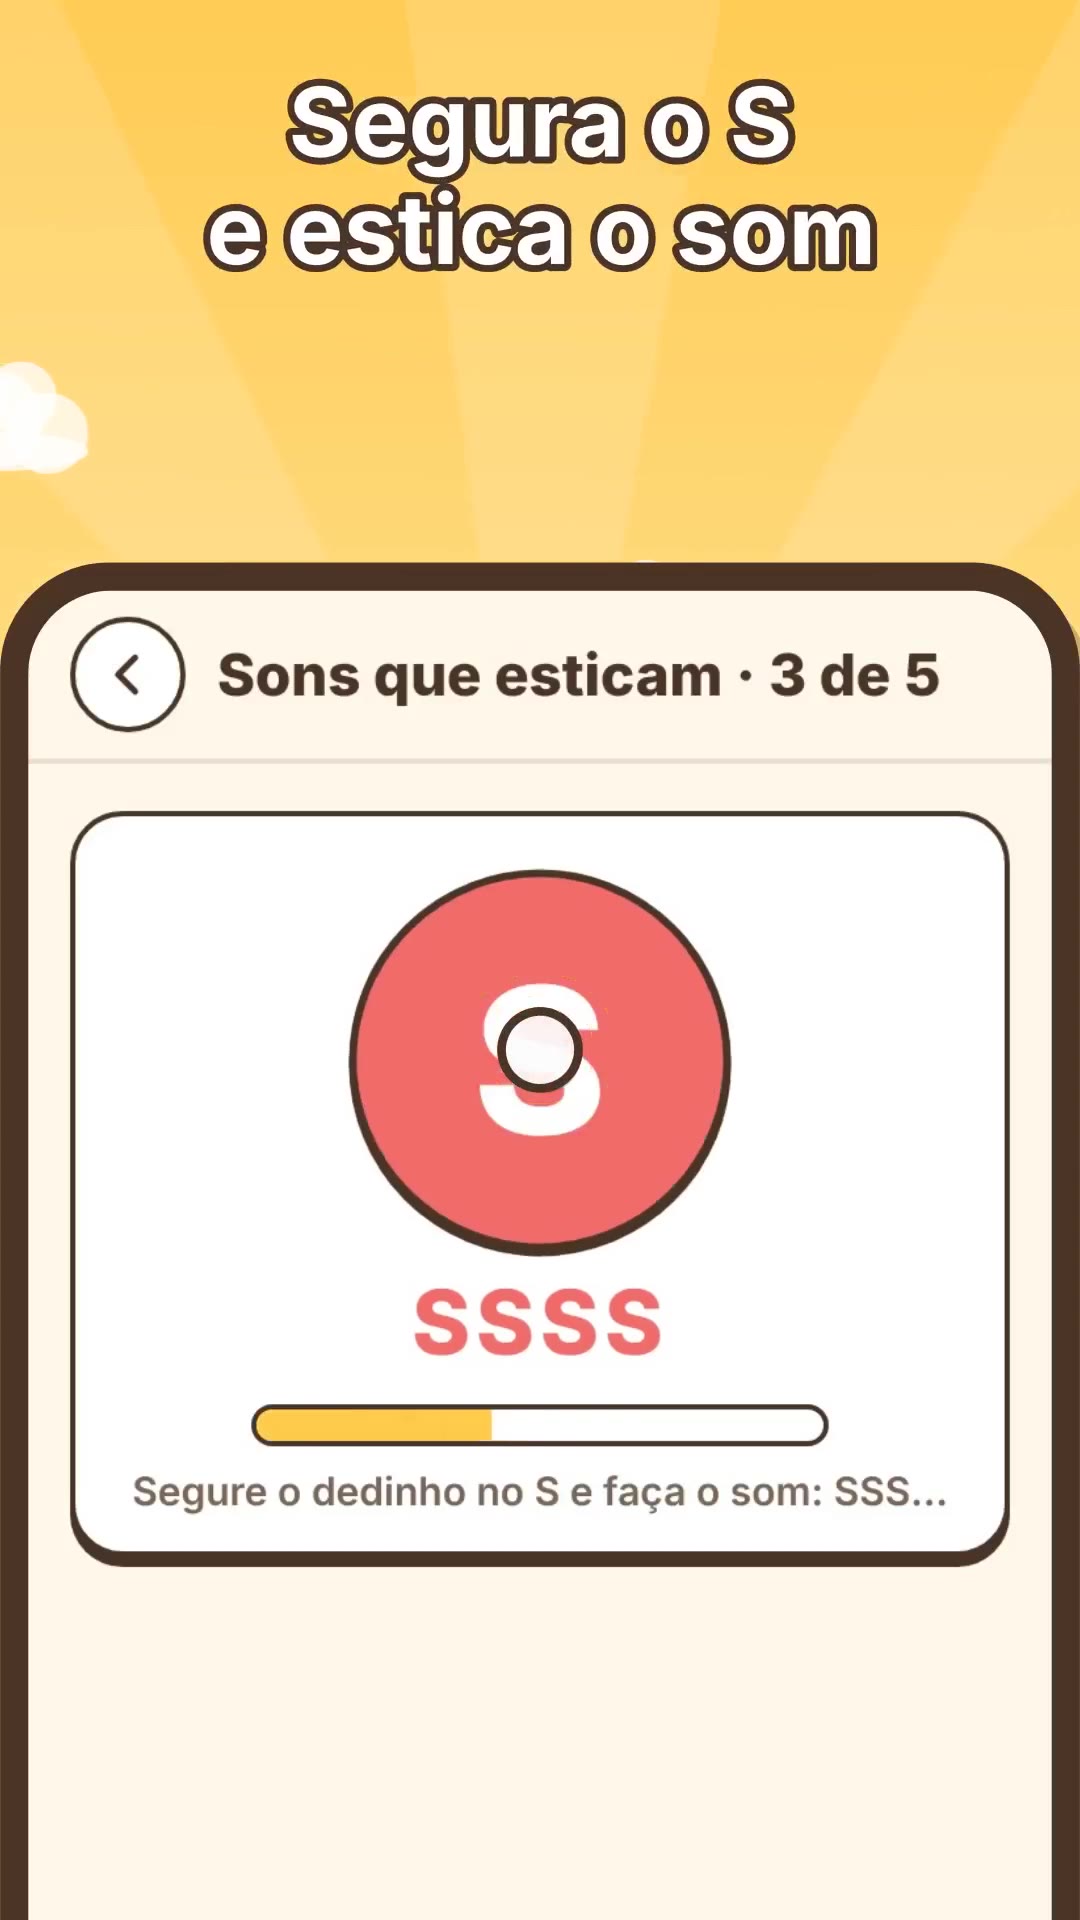 Segura o S
e estica o som
Sons que esticam · 3 de 5
S
SSSS
Segure o dedinho no S e faça o som: SSS...